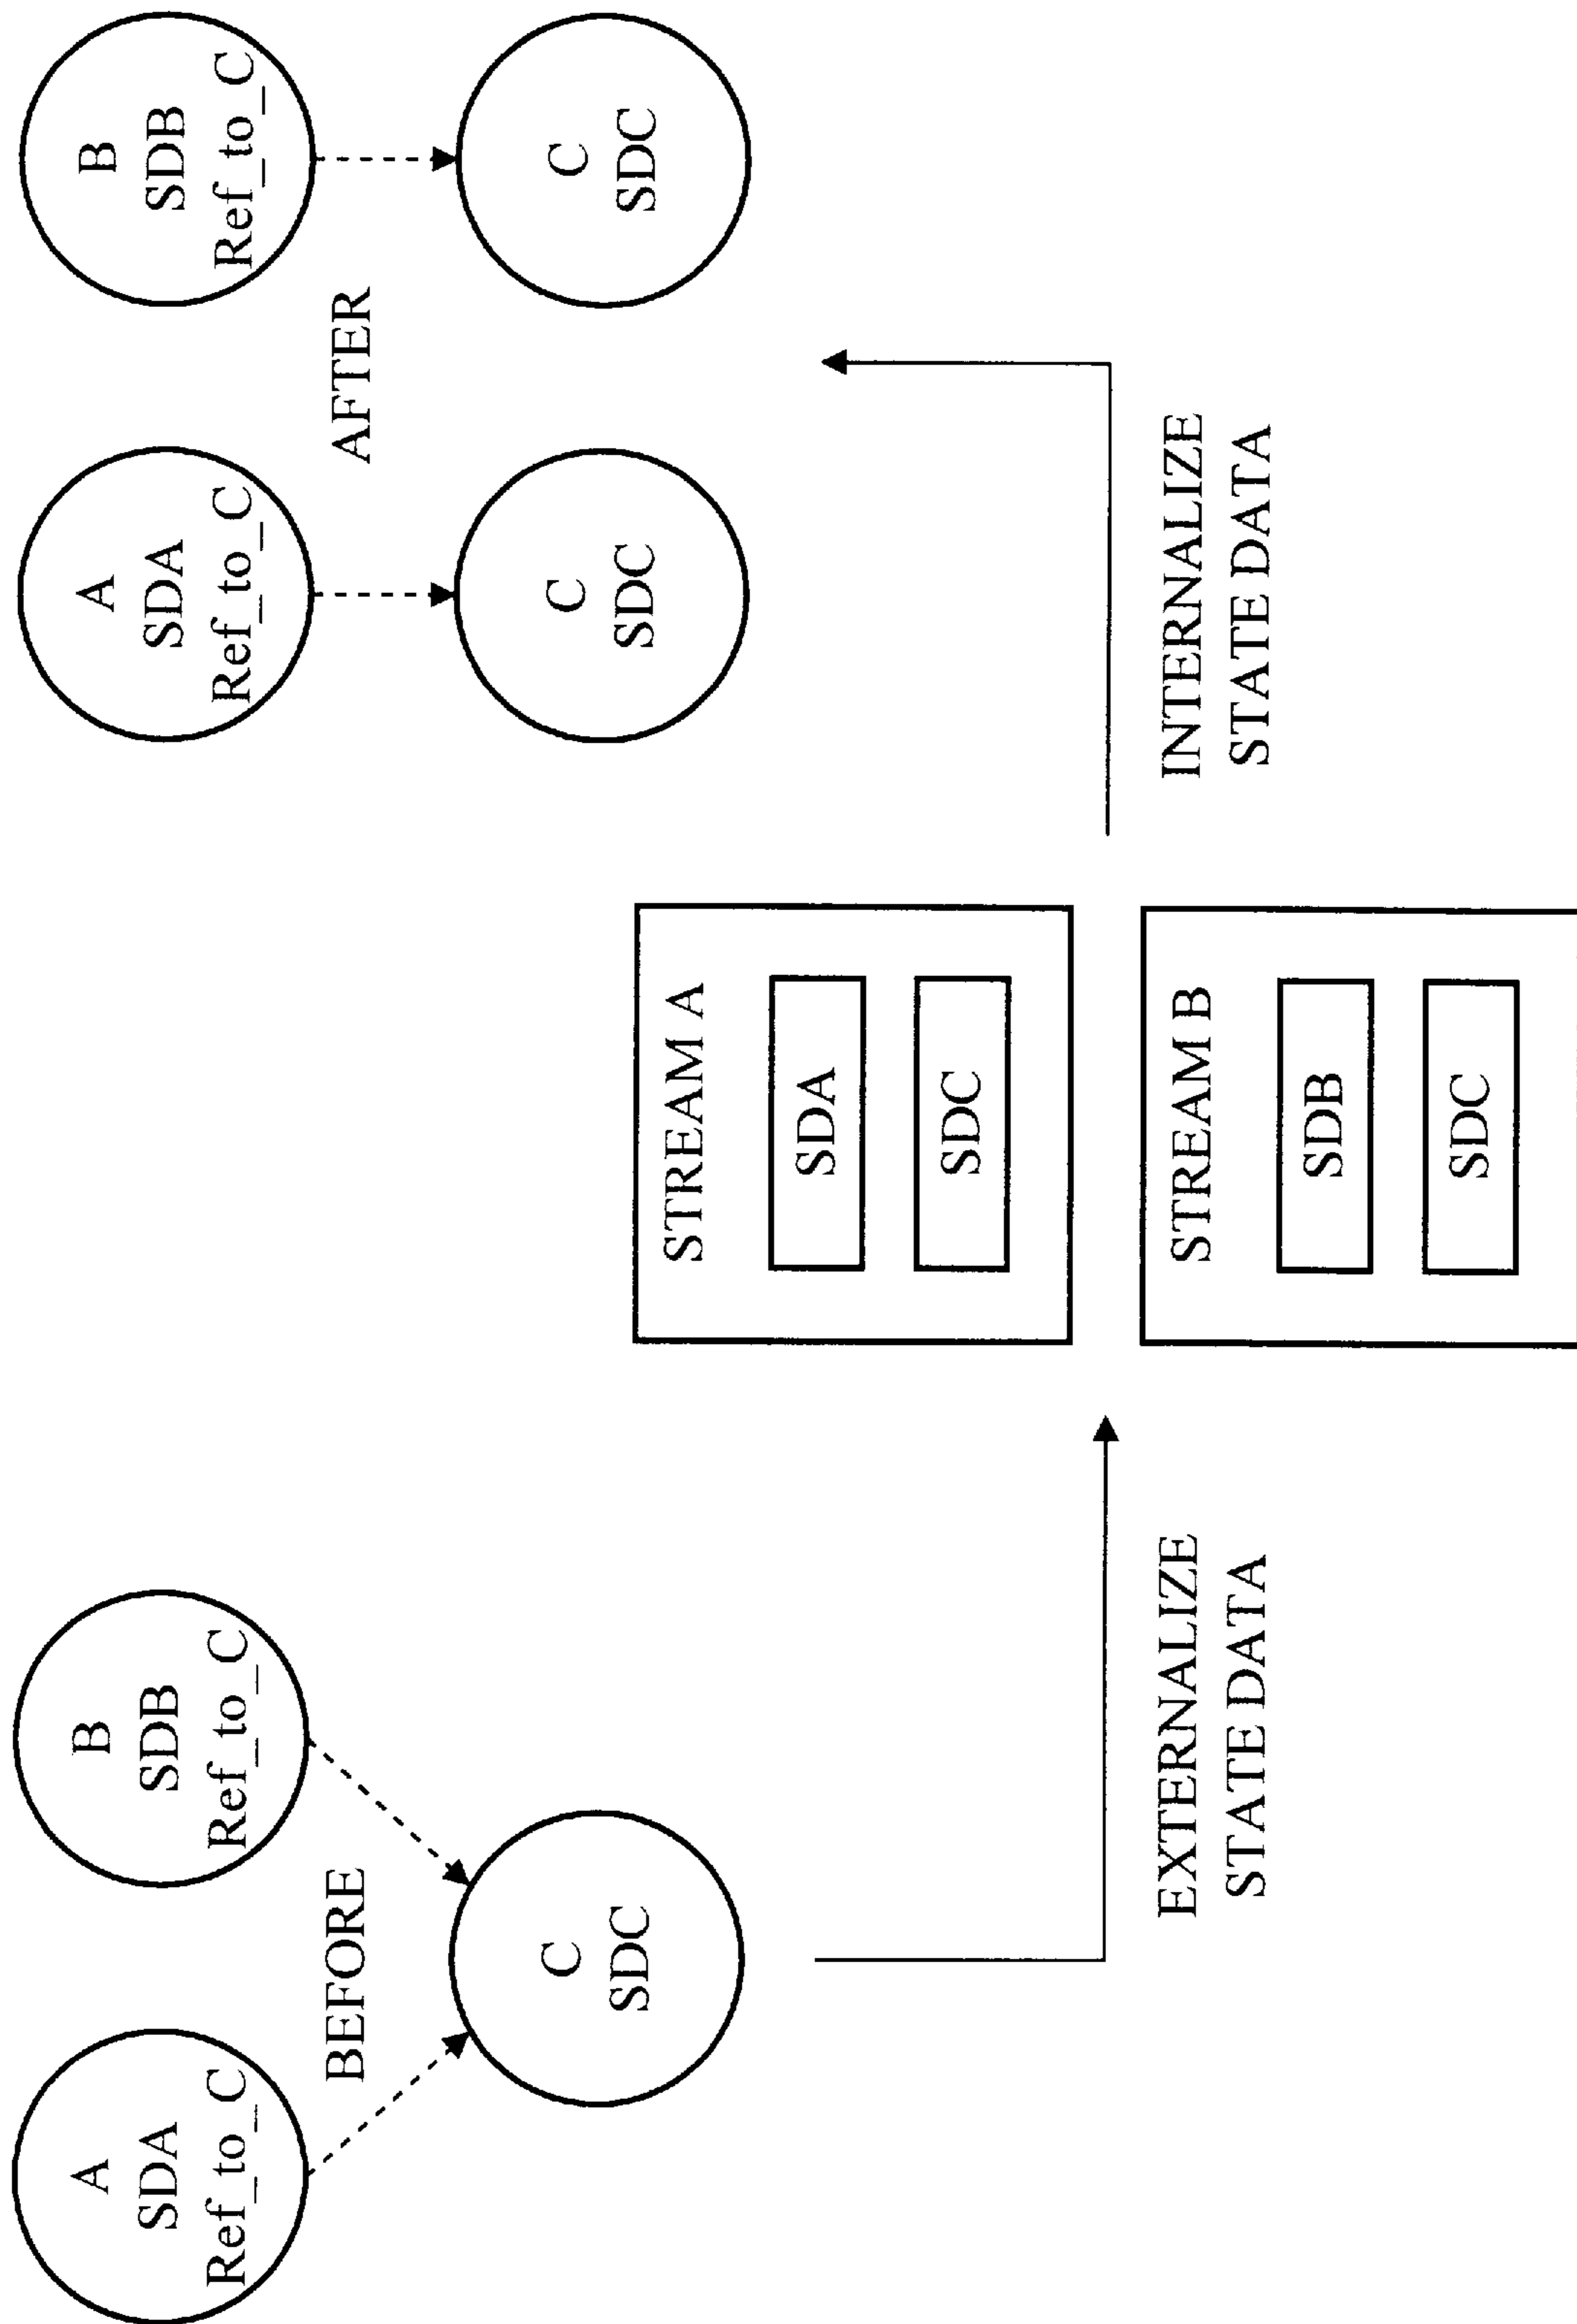 A
SDA
Ref_to_C
B
SDB
Ref_to_C
BEFORE
C
SDC
EXTERNALIZE
STATE DATA
STREAM A
SDA
SDC
STREAM B
SDB
SDC
INTERNALIZE
STATE DATA
A
SDA
Ref_to_C
B
SDB
Ref_to_C
AFTER
C
SDC
C
SDC